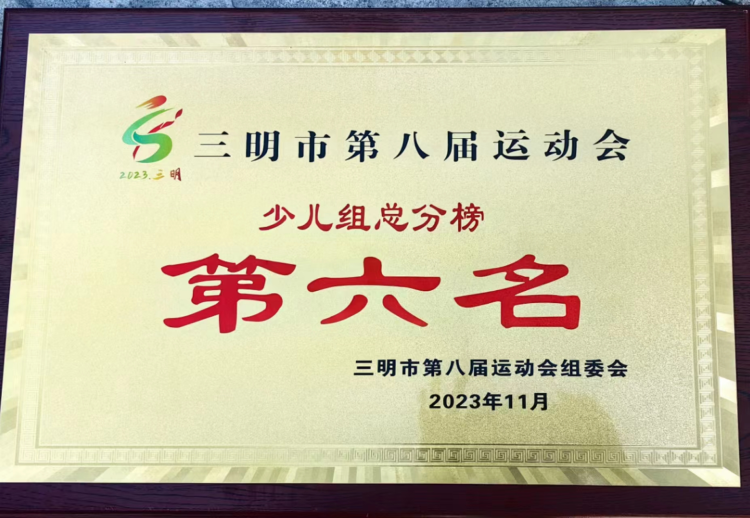 三明市第八届运动会
2023.三明
少儿组总分榜
第六名
三明市第八届运动会组委会
2023年11月